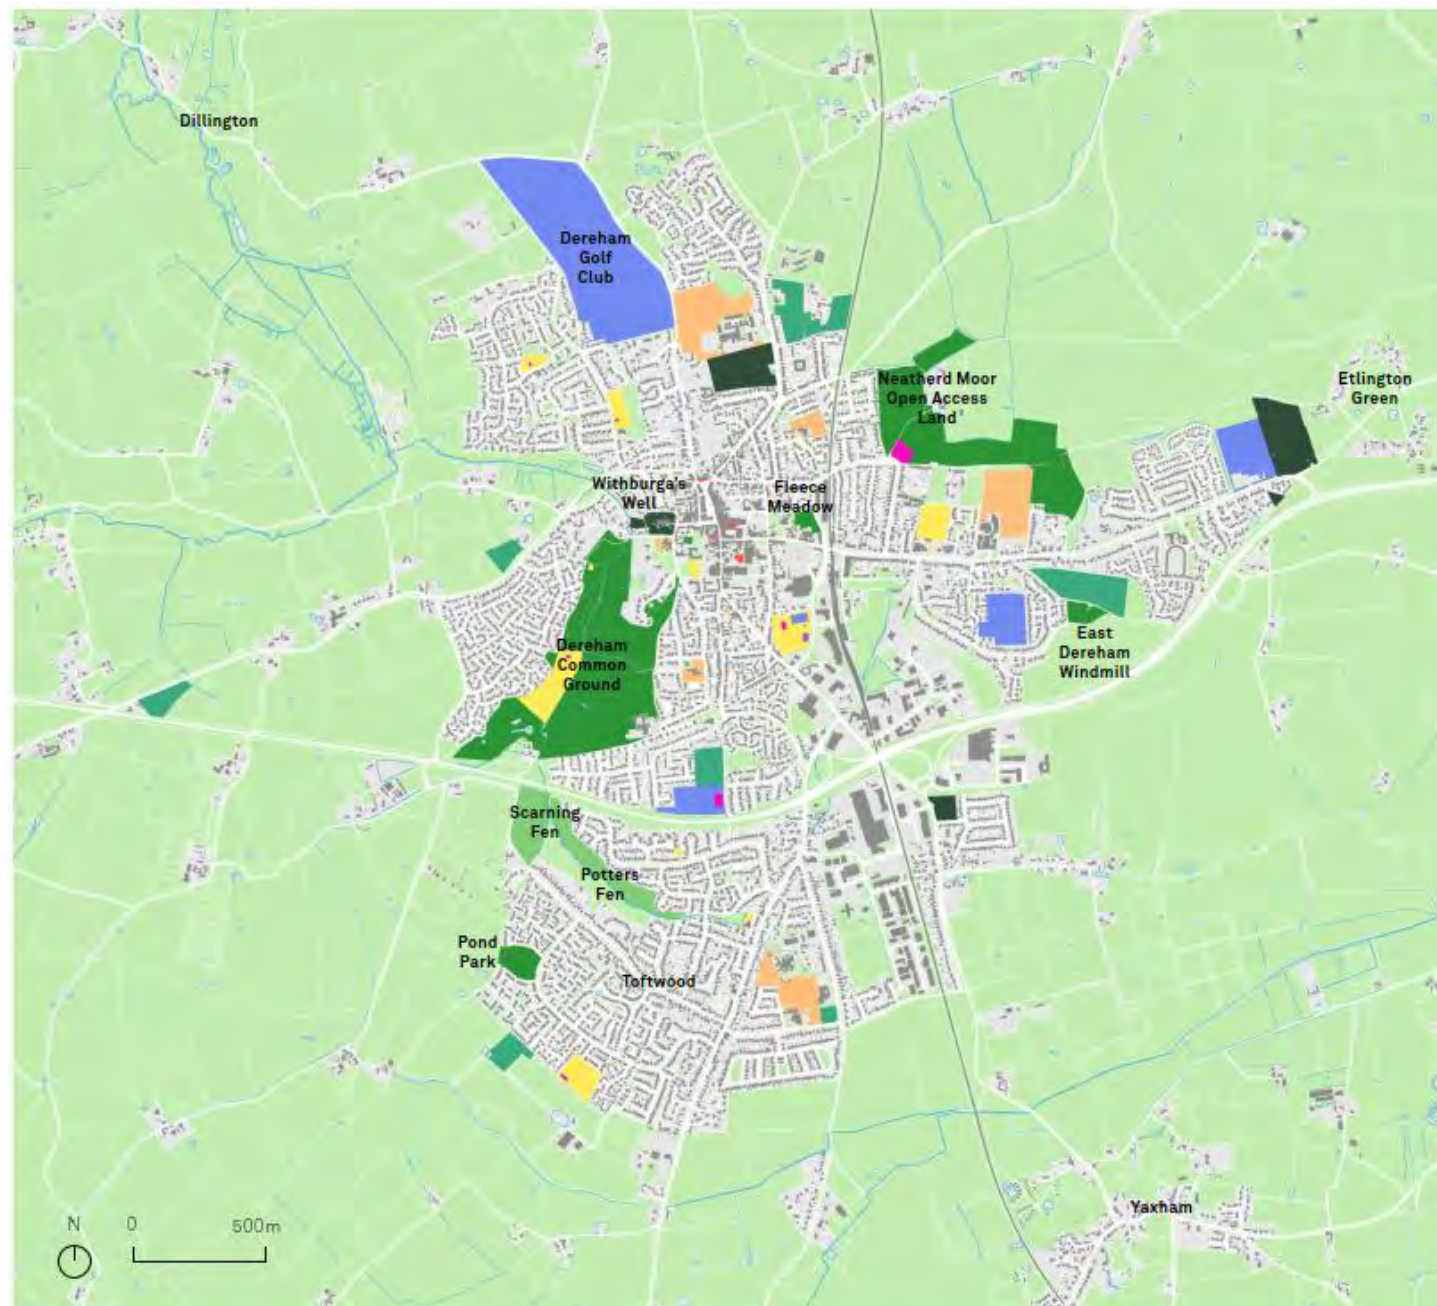 Dillington
Dereham
Golf
Club
Neatherd Moor
Open Access
Land
Etlington
Green
Withburga's
Well
Fleece
Meadow
East
Dereham
Windmill
Dereham
Common
Ground
Scarning
Fen
Potters
Fen
Pond
Park
Toftwood
Yaxham
N
0
500m